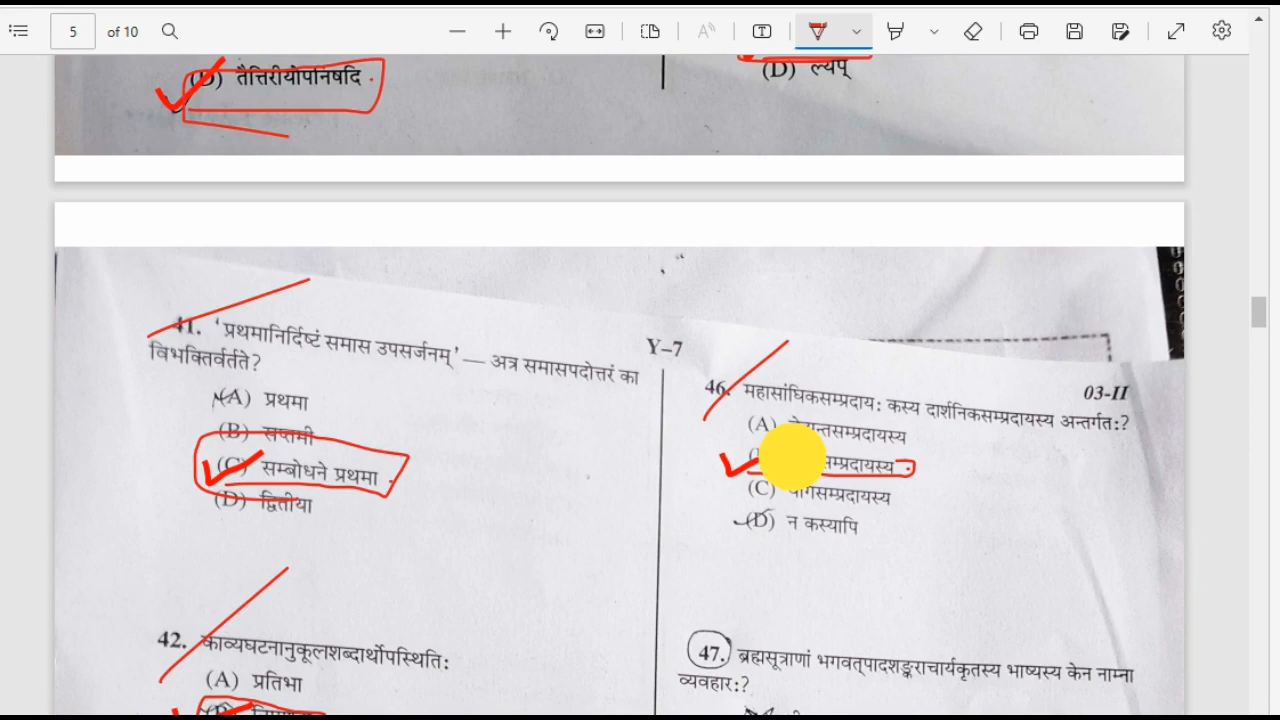 5 of 10
(D) तैत्तिरीयोपनिषदि
(D) ल्यप्
Y–7
03-II
41. 'प्रथमानिर्दिष्टं समास उपसर्जनम्' — अत्र समासपदोत्तरं का
विभक्तिर्वर्तते?
(A) प्रथमा
(B) सप्तमी
(C) सम्बोधने प्रथमा
(D) द्वितीया
42. काव्यघटनानुकूलशब्दार्थोपस्थितिः
(A) प्रतिभा
46. महासांघिकसम्प्रदायः कस्य दार्शनिकसम्प्रदायस्य अन्तर्गतः?
(A)
सम्प्रदायस्य
(C) योगसम्प्रदायस्य
(D) न कस्यापि
47. ब्रह्मसूत्राणां भगवत्पादशङ्कराचार्यकृतस्य भाष्यस्य केन नाम्ना
व्यवहारः?